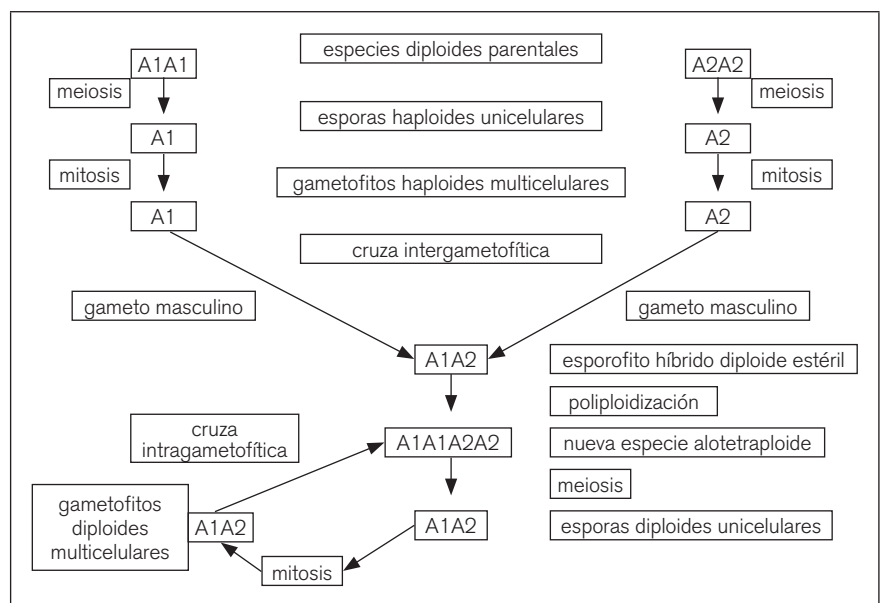 A1A1
especies diploides parentales
A2A2
meiosis
meiosis
esporas haploides unicelulares
A1
A2
mitosis
gametofitos haploides multicelulares
mitosis
A1
A2
cruza intergametofítica
gameto masculino
gameto masculino
A1A2
esporofito híbrido diploide estéril
poliploidización
cruza
intragametofítica
A1A1A2A2
nueva especie alotetraploide
meiosis
gametofitos
diploides
multicelulares
A1A2
A1A2
esporas diploides unicelulares
mitosis